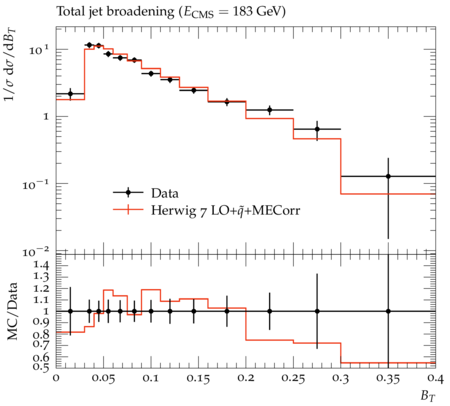 Total jet broadening (E_CMS = 183 GeV)
1/σ dσ/dB_T
10^1
1
10^−1
10^−2
Data
Herwig 7 LO+q̃+MECorr
MC/Data
1.4
1.3
1.2
1.1
1.0
0.9
0.8
0.7
0.6
0.5
0 0.05 0.1 0.15 0.2 0.25 0.3 0.35 0.4
B_T